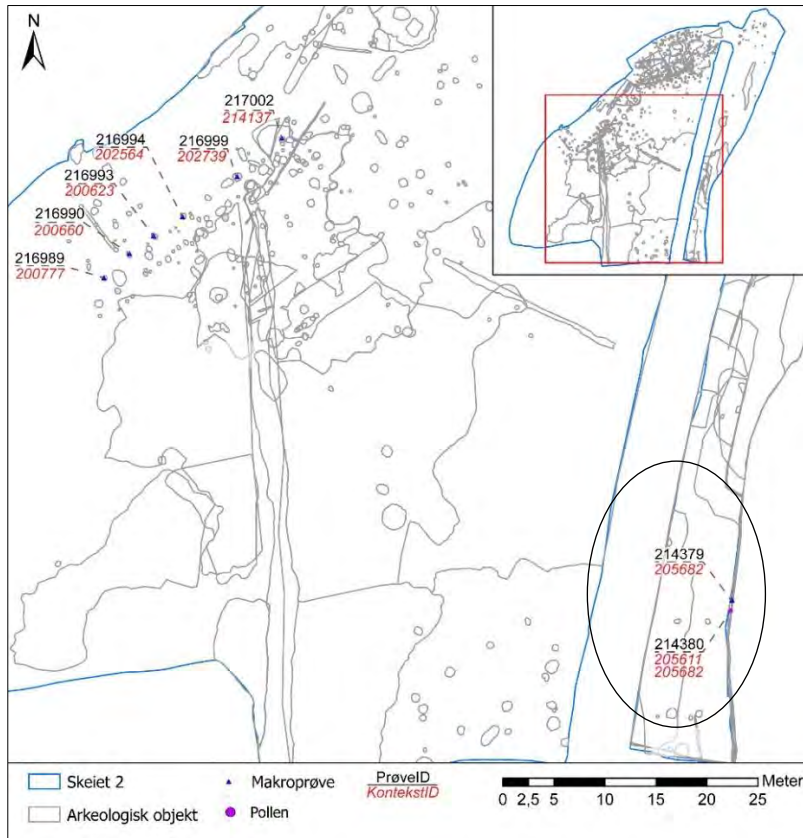 N
217002
214137
216994
202564
216999
202739
216993
200623
216990
200660
216989
200777
214379
205682
214380
205611
205682
Skeiet 2
Arkeologisk objekt
Makroprøve
Pollen
PrøveID
KontekstID
Meter
0 2,5 5 10 15 20 25